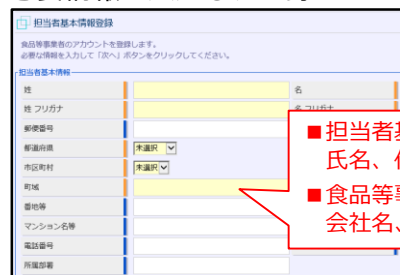 担当者基本情報登録
食品等事業者のアカウントを登録します。
必要な情報を入力して「次へ」ボタンをクリックしてください。
担当者基本情報
姓
名
姓 フリガナ
名 フリガナ
郵便番号
都道府県
未選択
市区町村
未選択
町域
番地等
マンション名等
電話番号
所属部署
■担当者基
氏名、
■食品等事
会社名、